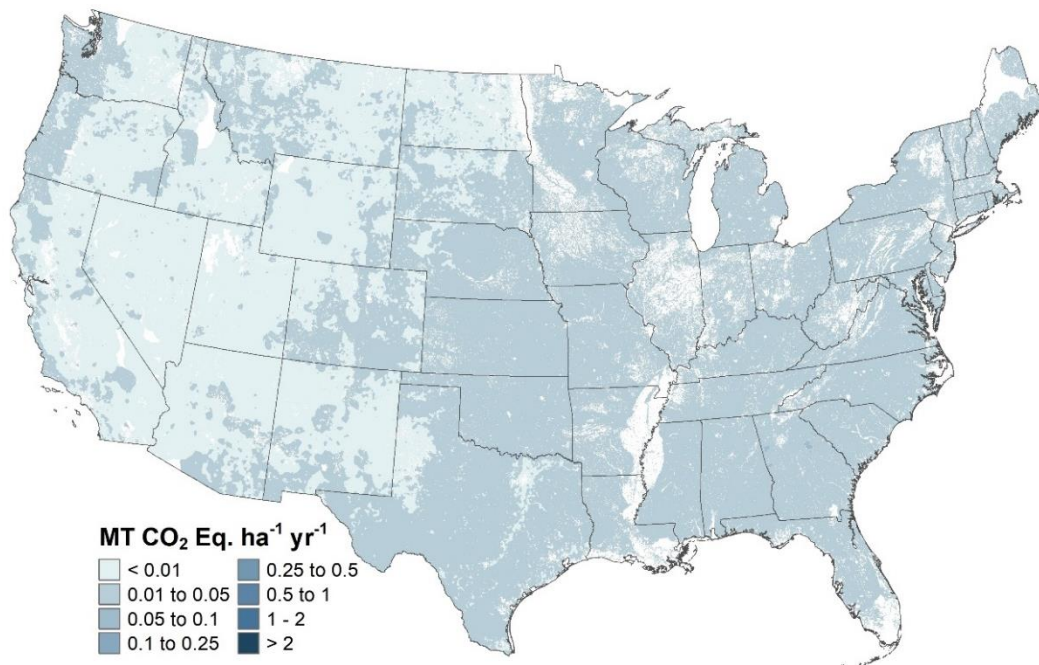 MT CO₂ Eq. ha⁻¹ yr⁻¹
< 0.01
0.01 to 0.05
0.05 to 0.1
0.1 to 0.25
0.25 to 0.5
0.5 to 1
1 - 2
> 2